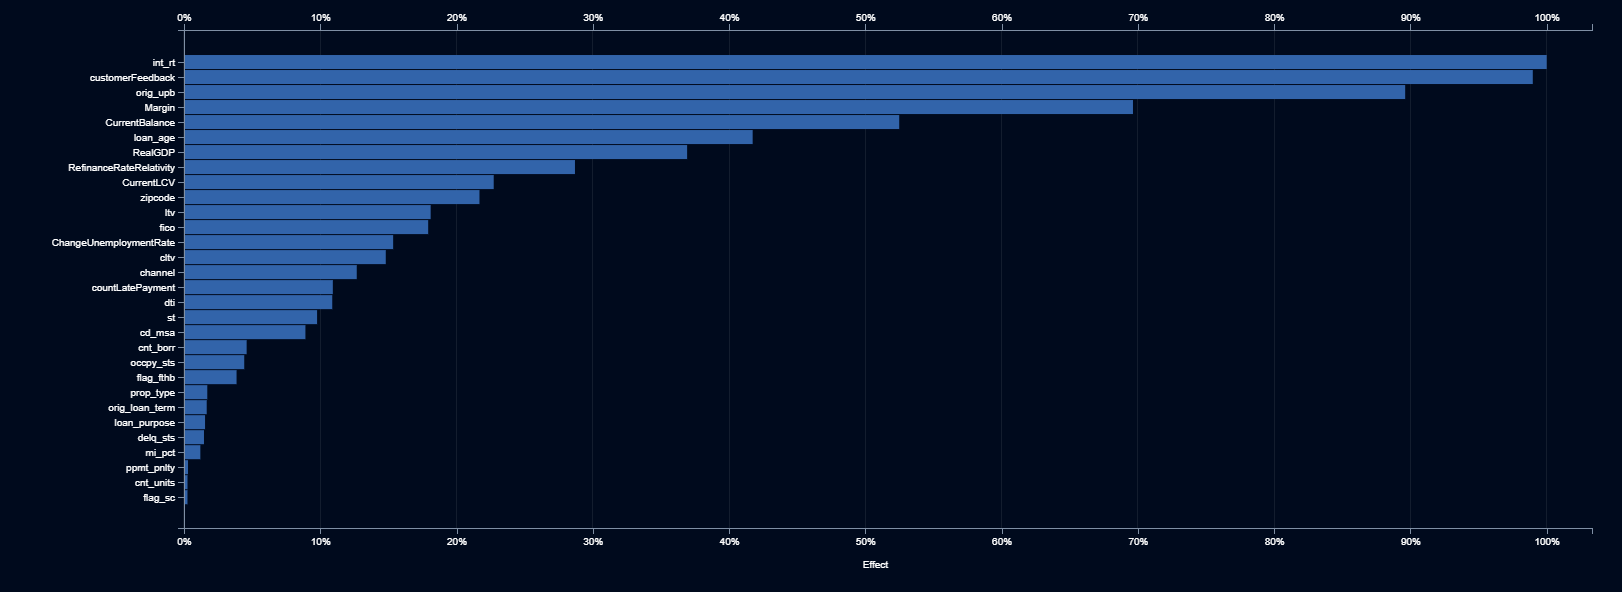 0% 10% 20% 30% 40% 50% 60% 70% 80% 90% 100%
int_rt
customerFeedback
orig_upb
Margin
CurrentBalance
loan_age
RealGDP
RefinanceRateRelativity
CurrentLCV
zipcode
ltv
fico
ChangeUnemploymentRate
cltv
channel
countLatePayment
dti
st
cd_msa
cnt_borr
occpy_sts
flag_fthb
prop_type
orig_loan_term
loan_purpose
delq_sts
mi_pct
ppmt_pnlty
cnt_units
flag_sc
0% 10% 20% 30% 40% 50% 60% 70% 80% 90% 100%
Effect